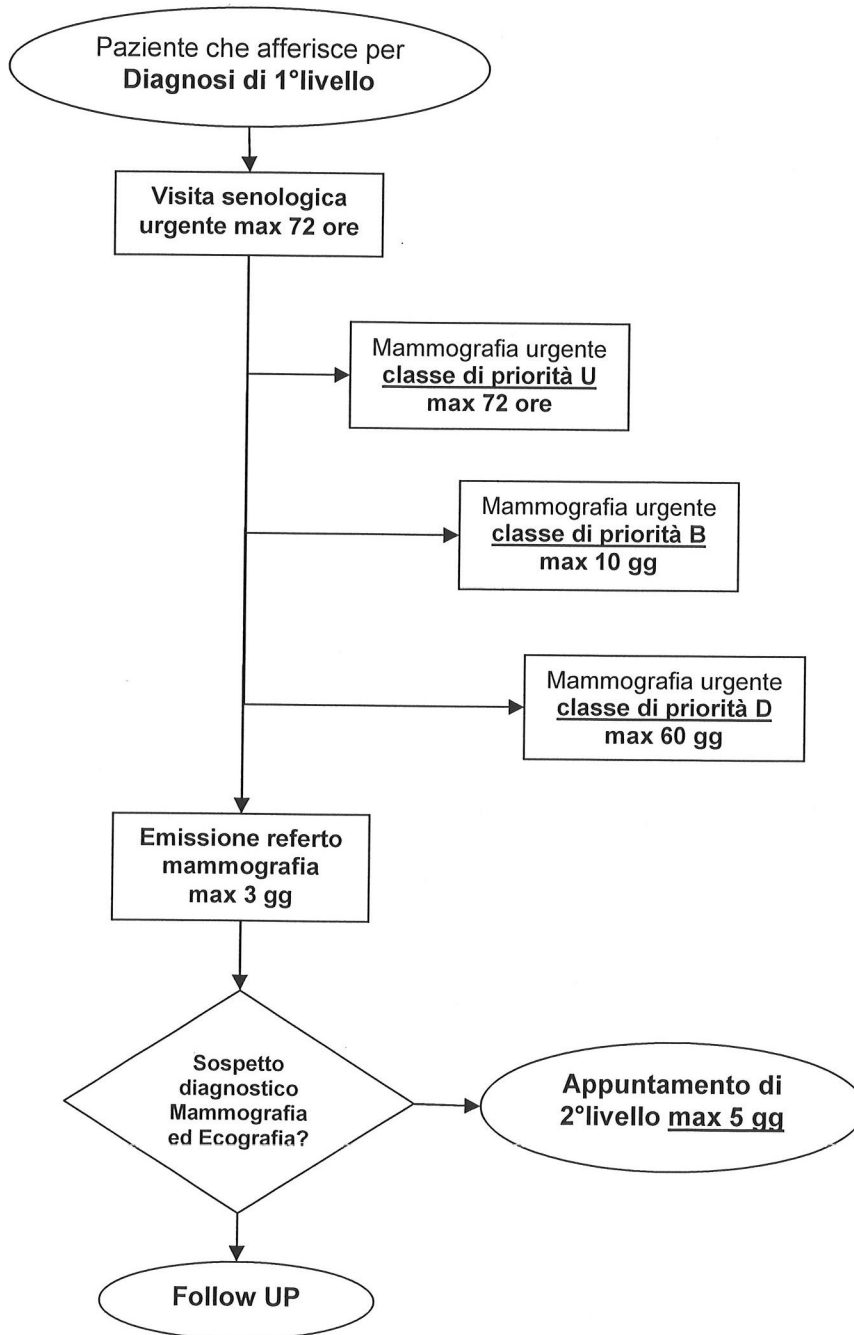 Paziente che afferisce per
Diagnosi di 1°livello
Visita senologica
urgente max 72 ore
Mammografia urgente
classe di priorità U
max 72 ore
Mammografia urgente
classe di priorità B
max 10 gg
Mammografia urgente
classe di priorità D
max 60 gg
Emissione referto
mammografia
max 3 gg
Sospetto
diagnostico
Mammografia
ed Ecografia?
Appuntamento di
2°livello max 5 gg
Follow UP